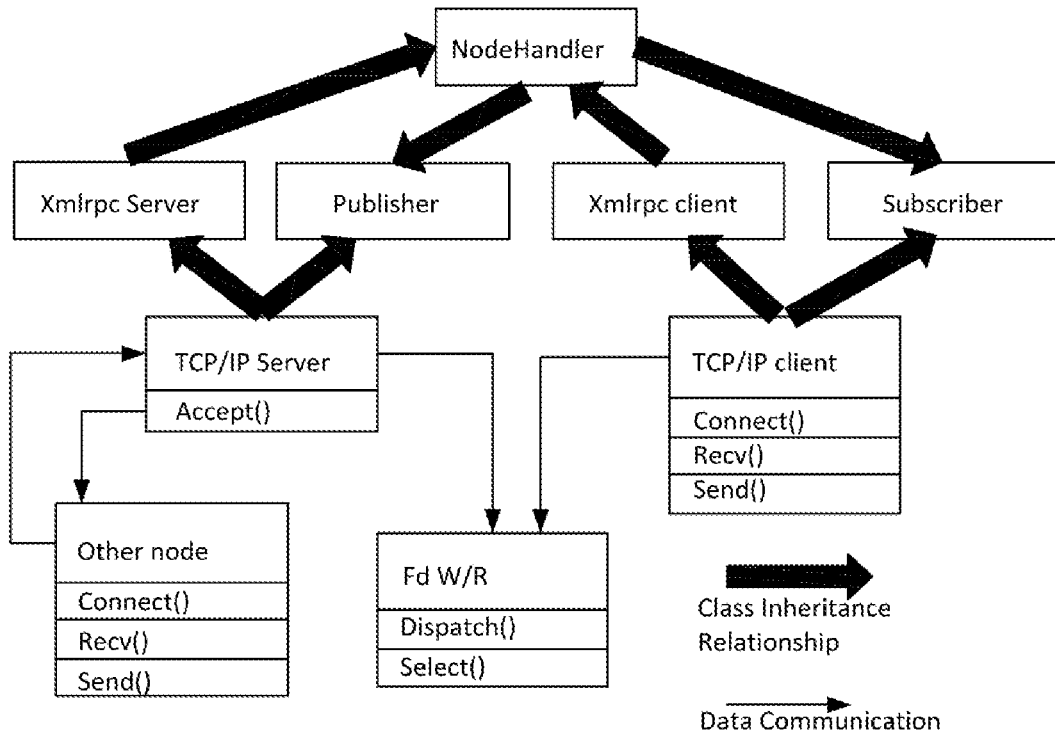 NodeHandler
Xmlrpc Server
Publisher
Xmlrpc client
Subscriber
TCP/IP Server
Accept()
TCP/IP client
Connect()
Recv()
Send()
Other node
Connect()
Recv()
Send()
Fd W/R
Dispatch()
Select()
Class Inheritance
Relationship
Data Communication